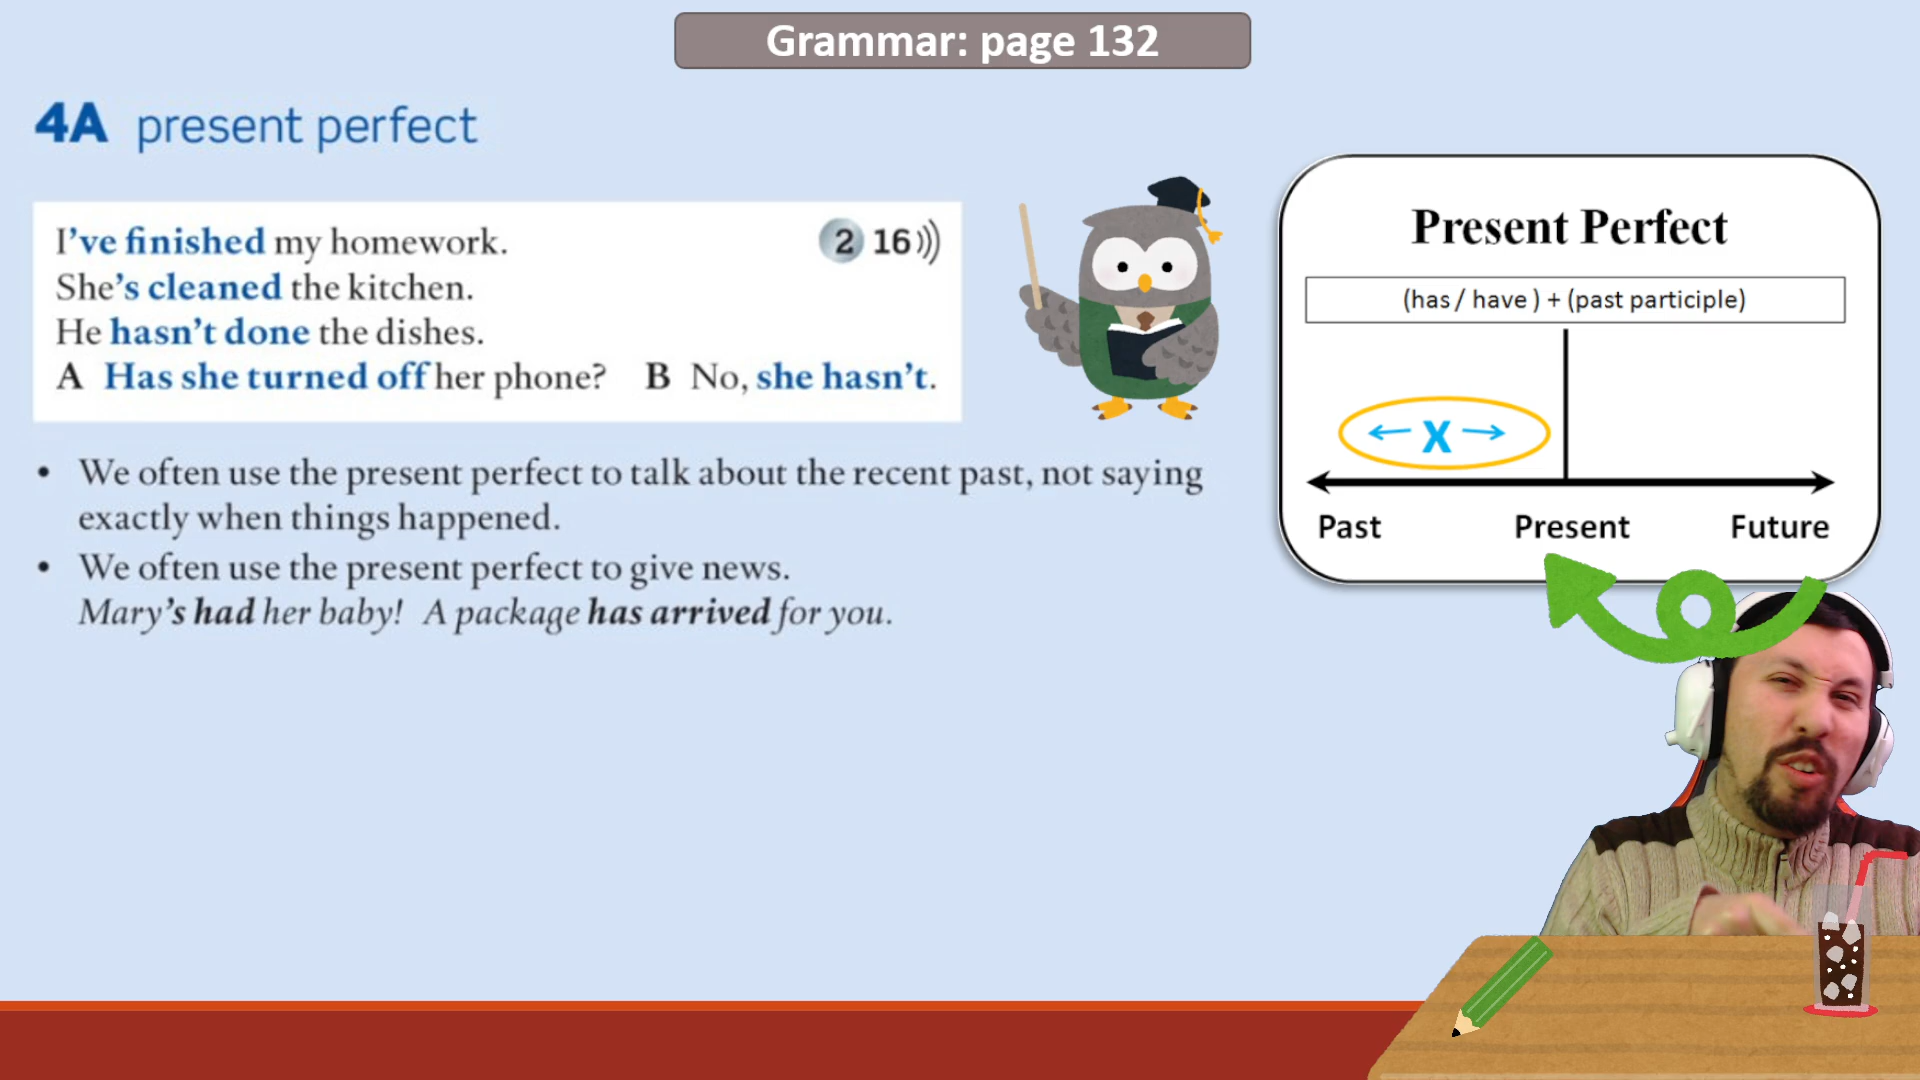 Grammar: page 132
4A present perfect
I've finished my homework.
2 16
She's cleaned the kitchen.
He hasn't done the dishes.
A Has she turned off her phone? B No, she hasn't.
• We often use the present perfect to talk about the recent past, not saying
exactly when things happened.
• We often use the present perfect to give news.
Mary's had her baby! A package has arrived for you.
Present Perfect
(has / have ) + (past participle)
X
Past Present Future